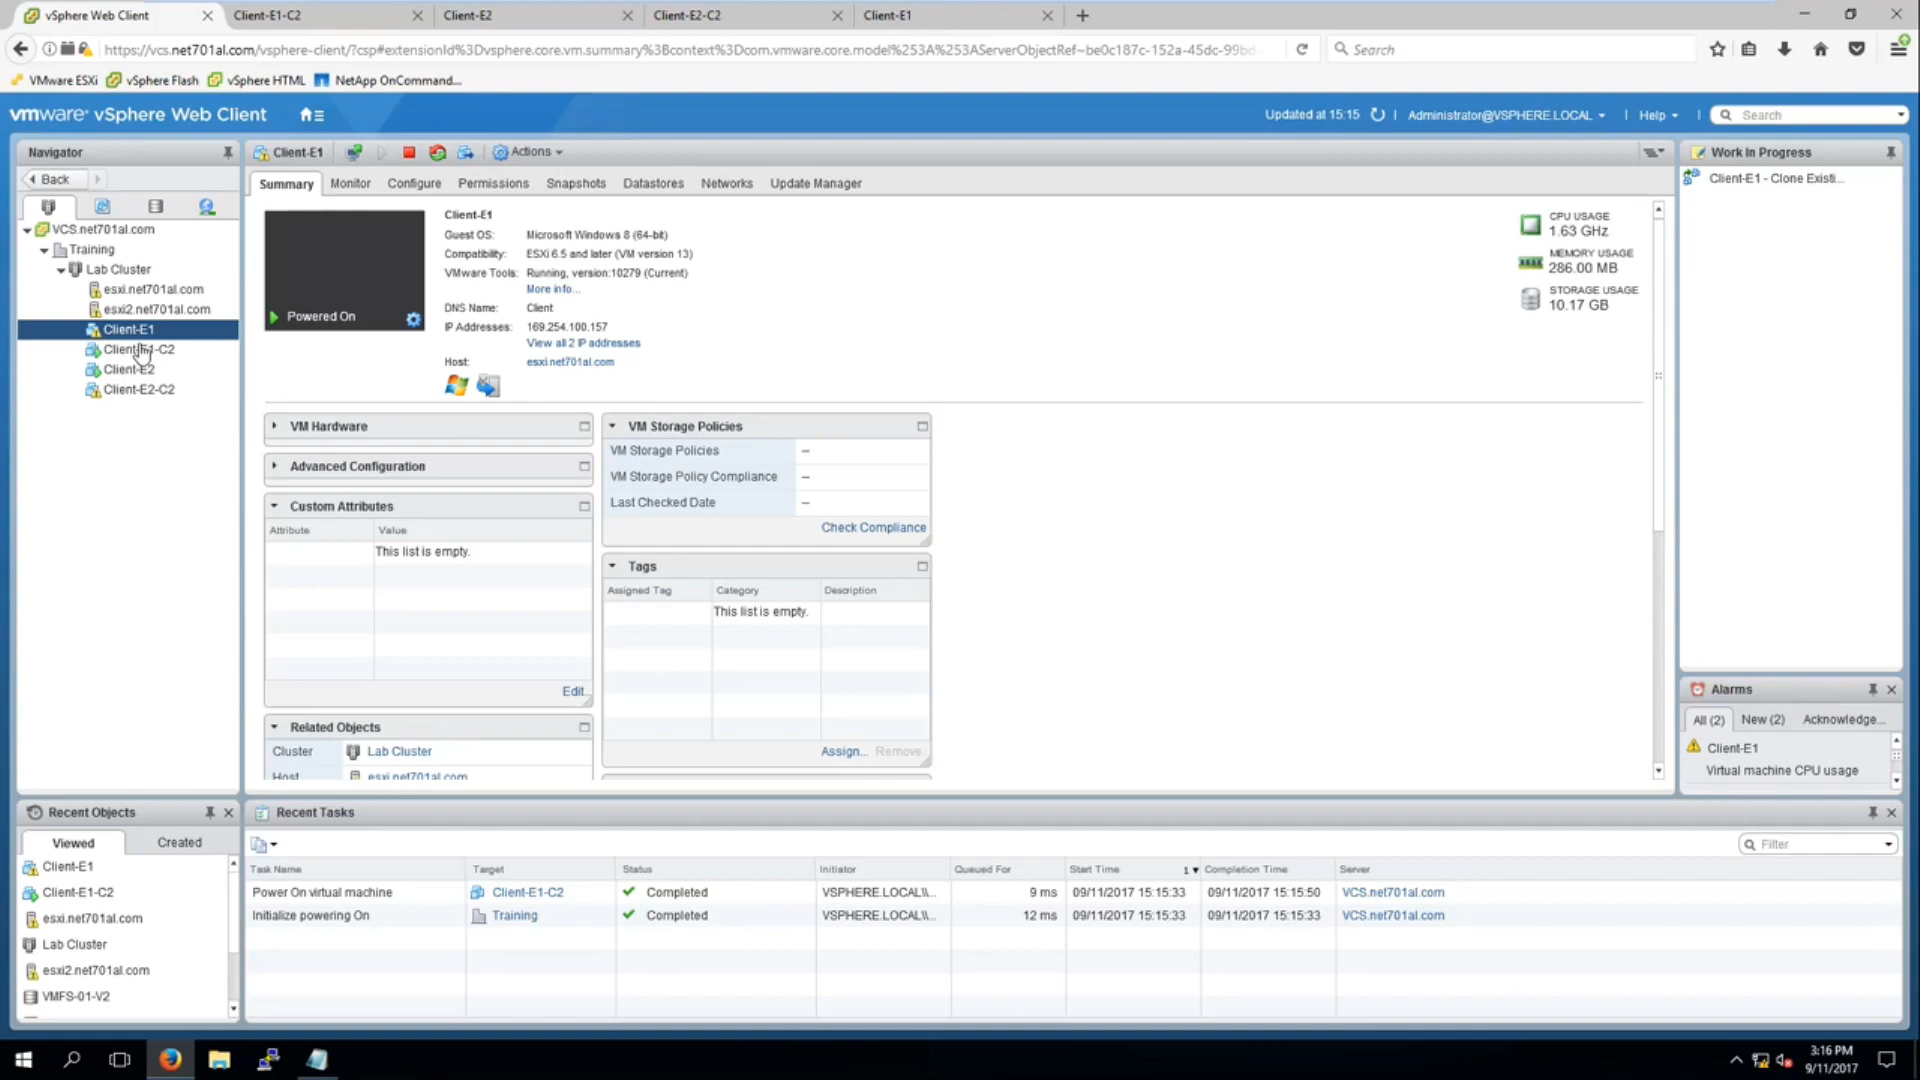 vSphere Web Client
Client-E1-C2
Client-E2
Client-E2-C2
Client-E1
https://vcs.net701al.com/vsphere-client/?csp#extensionId%3Dvsphere.core.vm.summary%3Bcontext%3Dcom.vmware.core.model%253A%253AServerObjectRef~be0c187c-152a-45dc-99bd-
Search
VMware ESXi
vSphere Flash
vSphere HTML
NetApp OnCommand...
vmware® vSphere Web Client
Updated at 15:15
Administrator@VSPHERE.LOCAL
Help
Search
Navigator
Back
VCS.net701al.com
Training
Lab Cluster
esxi.net701al.com
esxi2.net701al.com
Client-E1
Client-E1-C2
Client-E2
Client-E2-C2
Client-E1
Actions
Summary
Monitor
Configure
Permissions
Snapshots
Datastores
Networks
Update Manager
Powered On
Client-E1
Guest OS: Microsoft Windows 8 (64-bit)
Compatibility: ESXi 6.5 and later (VM version 13)
VMware Tools: Running, version:10279 (Current)
More info...
DNS Name: Client
IP Addresses: 169.254.100.157
View all 2 IP addresses
Host: esxi.net701al.com
CPU USAGE
1.63 GHz
MEMORY USAGE
286.00 MB
STORAGE USAGE
10.17 GB
VM Hardware
Advanced Configuration
Custom Attributes
Attribute Value
This list is empty.
Edit...
Related Objects
Cluster Lab Cluster
Host esxi.net701al.com
VM Storage Policies
VM Storage Policies --
VM Storage Policy Compliance --
Last Checked Date --
Check Compliance
Tags
Assigned Tag Category Description
This list is empty.
Assign... Remove...
Work In Progress
Client-E1 - Clone Existi...
Alarms
All (2) New (2) Acknowledge...
Client-E1
Virtual machine CPU usage
Recent Objects
Viewed Created
Client-E1
Client-E1-C2
esxi.net701al.com
Lab Cluster
esxi2.net701al.com
VMFS-01-V2
Recent Tasks
Filter
Task Name Target Status Initiator Queued For Start Time 1 Completion Time Server
Power On virtual machine Client-E1-C2 Completed VSPHERE.LOCAL\\... 9 ms 09/11/2017 15:15:33 09/11/2017 15:15:50 VCS.net701al.com
Initialize powering On Training Completed VSPHERE.LOCAL\\... 12 ms 09/11/2017 15:15:33 09/11/2017 15:15:33 VCS.net701al.com
3:16 PM
9/11/2017